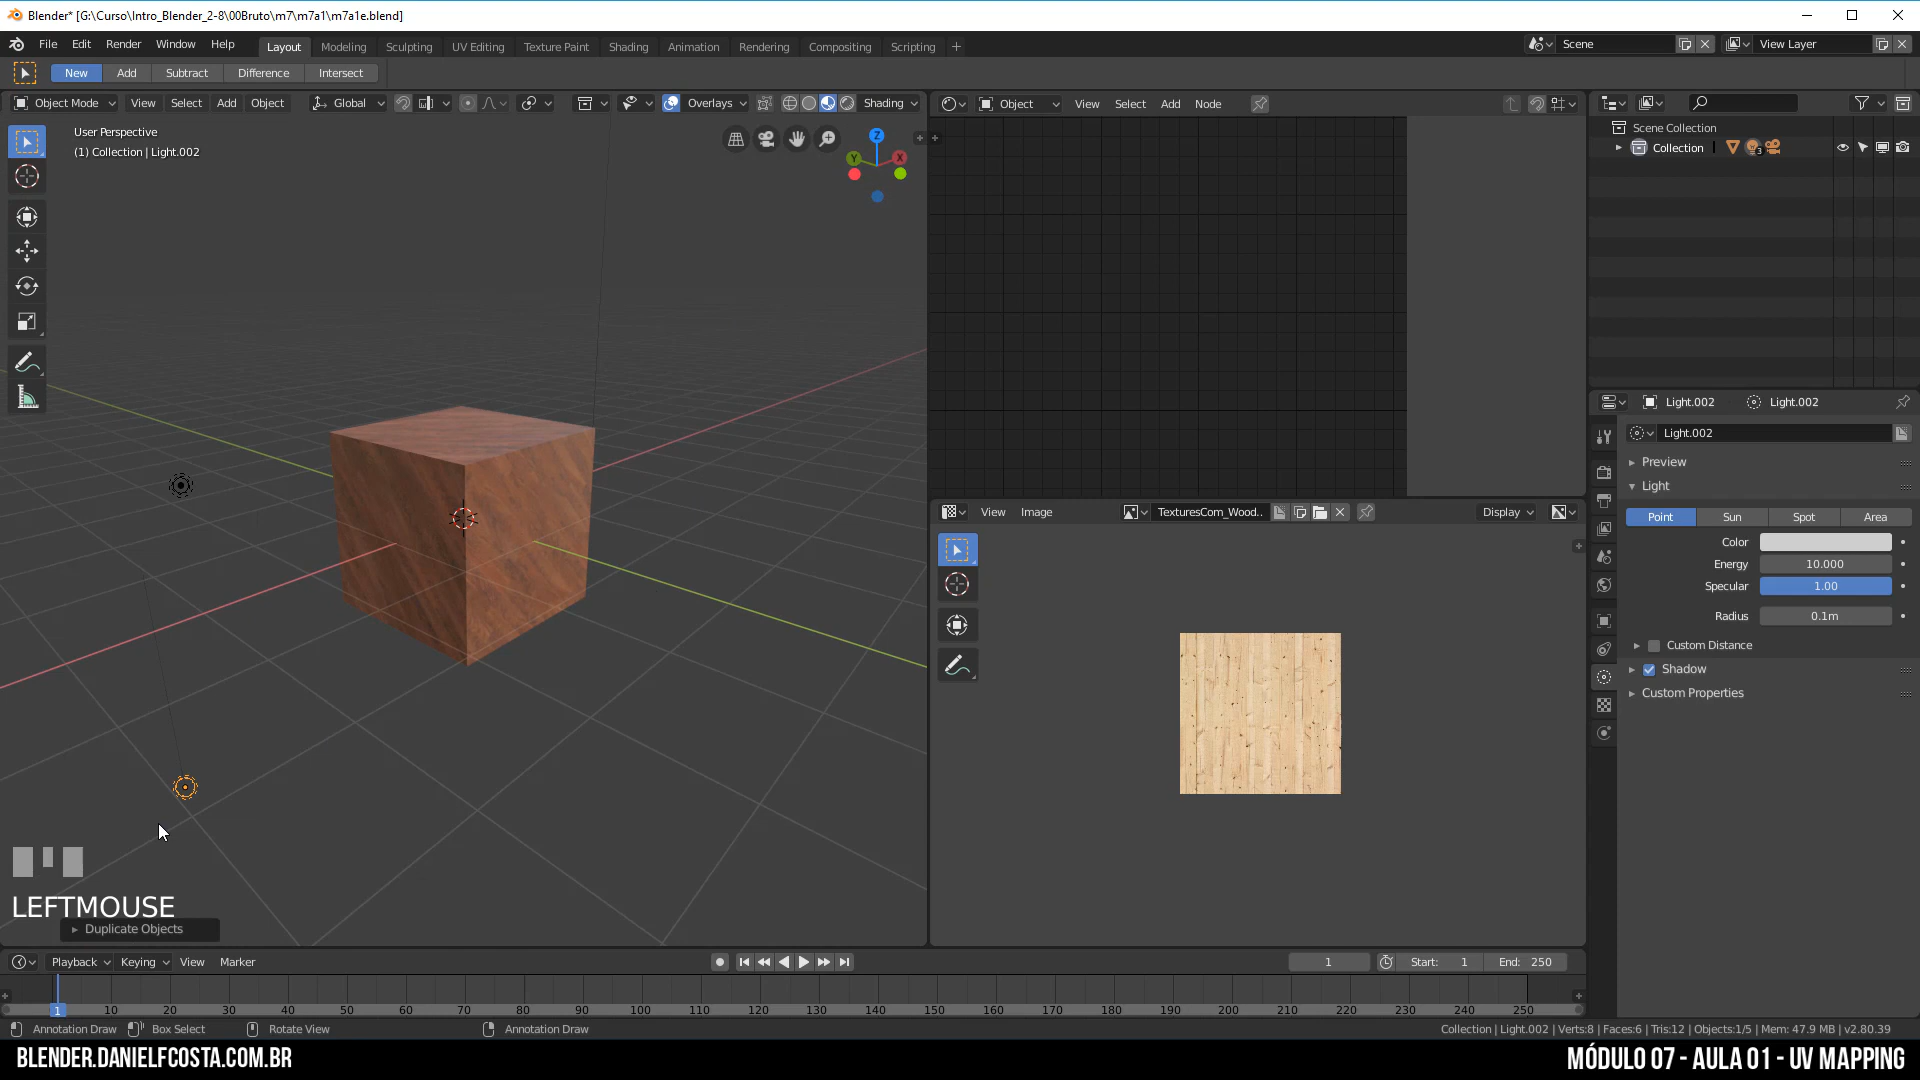 Blender* [G:\Curso\Intro_Blender_2-8\00Bruto\m7\m7a1\m7a1e.blend]
File Edit Render Window Help Layout Modeling Sculpting UV Editing Texture Paint Shading Animation Rendering Compositing Scripting + Scene View Layer
New Add Subtract Difference Intersect
Object Mode View Select Add Object Global Overlays Shading
Object View Select Add Node
User Perspective
(1) Collection | Light.002
Z
Y
X
Scene Collection
Collection
3
Light.002 Light.002
Light.002
Preview
Light
Point Sun Spot Area
Color
Energy 10.000
Specular 1.00
Radius 0.1m
Custom Distance
Shadow
Custom Properties
View Image TexturesCom_Wood.. Display
LEFTMOUSE
Duplicate Objects
Playback Keying View Marker 1 Start: 1 End: 250
1 10 20 30 40 50 60 70 80 90 100 110 120 130 140 150 160 170 180 190 200 210 220 230 240 250
Annotation Draw Box Select Rotate View Annotation Draw Collection | Light.002 | Verts:8 | Faces:6 | Tris:12 | Objects:1/5 | Mem: 47.9 MB | v2.80.39
BLENDER.DANIELFCOSTA.COM.BR MÓDULO 07 - AULA 01 - UV MAPPING